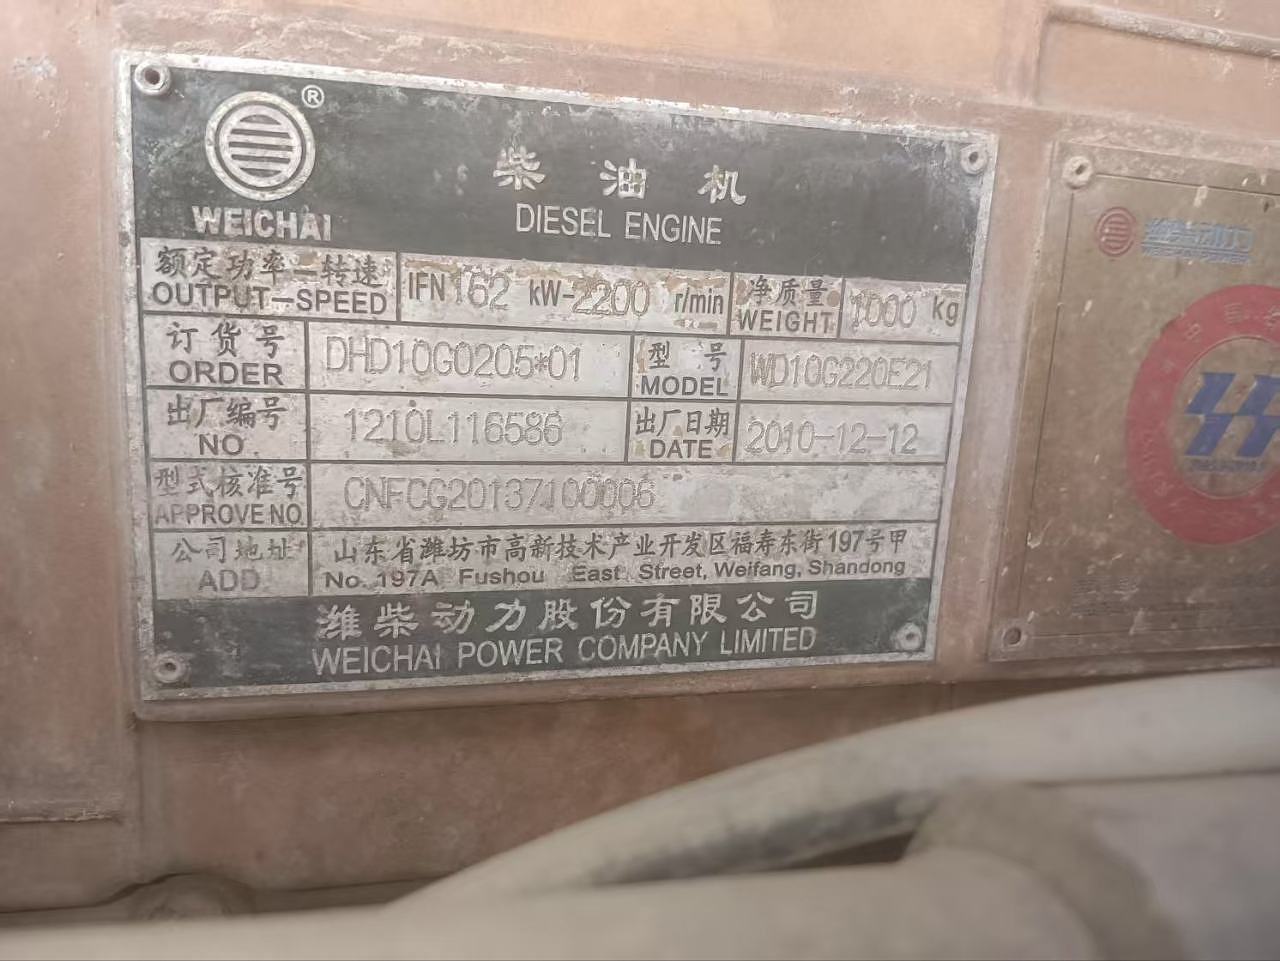 ®
WEICHAI
柴油机
DIESEL ENGINE
额定功率—转速 IFN 162 kW-2200 r/min 净质量 1000 kg
OUTPUT—SPEED WEIGHT
订货号 DHD10G0205*01 型号 WD10G220E21
ORDER MODEL
出厂编号 1210L116586 出厂日期 2010-12-12
NO DATE
型式核准号 CNFCG20137100006
APPROVE NO
公司地址 山东省潍坊市高新技术产业开发区福寿东街197号甲
ADD No. 197A Fushou East Street, Weifang, Shandong
潍柴动力股份有限公司
WEICHAI POWER COMPANY LIMITED
潍柴动力